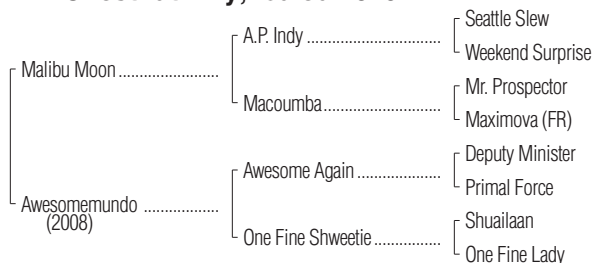 Seattle Slew
A.P. Indy
Weekend Surprise
Malibu Moon
Mr. Prospector
Macoumba
Maximova (FR)
Deputy Minister
Awesome Again
Primal Force
Awesomemundo
(2008)
Shuailaan
One Fine Shweetie
One Fine Lady